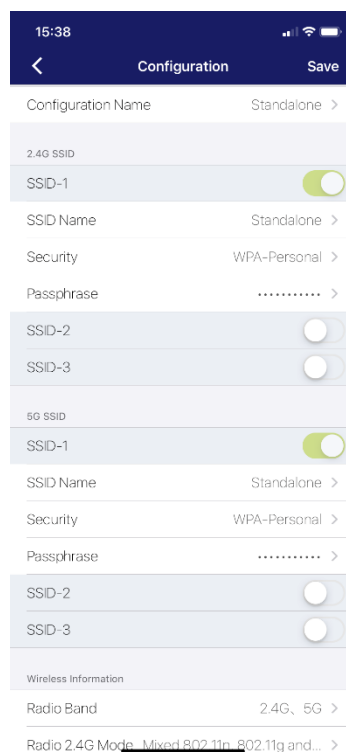 15:38
Configuration Save
Configuration Name Standalone
2.4G SSID
SSID-1
SSID Name Standalone
Security WPA-Personal
Passphrase ···········
SSID-2
SSID-3
5G SSID
SSID-1
SSID Name Standalone
Security WPA-Personal
Passphrase ···········
SSID-2
SSID-3
Wireless Information
Radio Band 2.4G、5G
Radio 2.4G Mode Mixed 802.11n, 802.11g and...